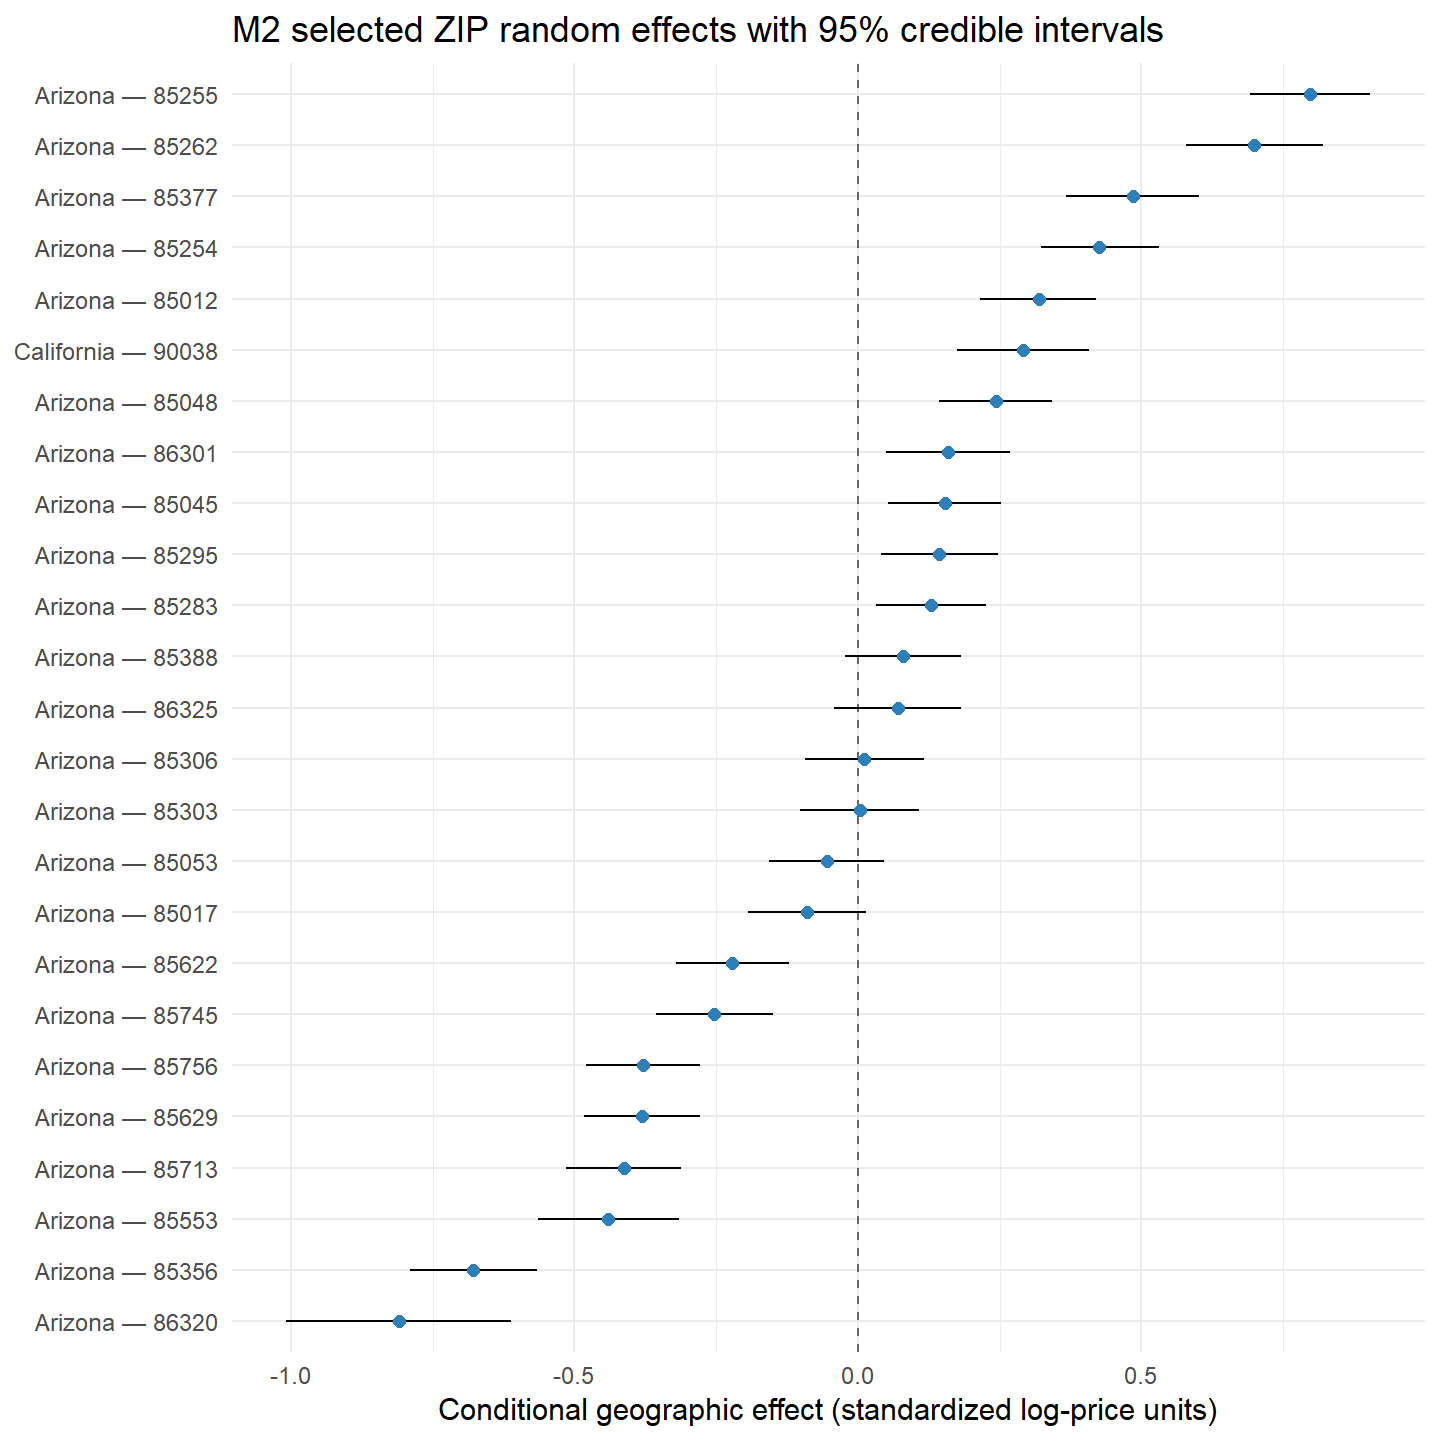 M2 selected ZIP random effects with 95% credible intervals
Arizona — 85255
Arizona — 85262
Arizona — 85377
Arizona — 85254
Arizona — 85012
California — 90038
Arizona — 85048
Arizona — 86301
Arizona — 85045
Arizona — 85295
Arizona — 85283
Arizona — 85388
Arizona — 86325
Arizona — 85306
Arizona — 85303
Arizona — 85053
Arizona — 85017
Arizona — 85622
Arizona — 85745
Arizona — 85756
Arizona — 85629
Arizona — 85713
Arizona — 85553
Arizona — 85356
Arizona — 86320
-1.0 -0.5 0.0 0.5
Conditional geographic effect (standardized log-price units)